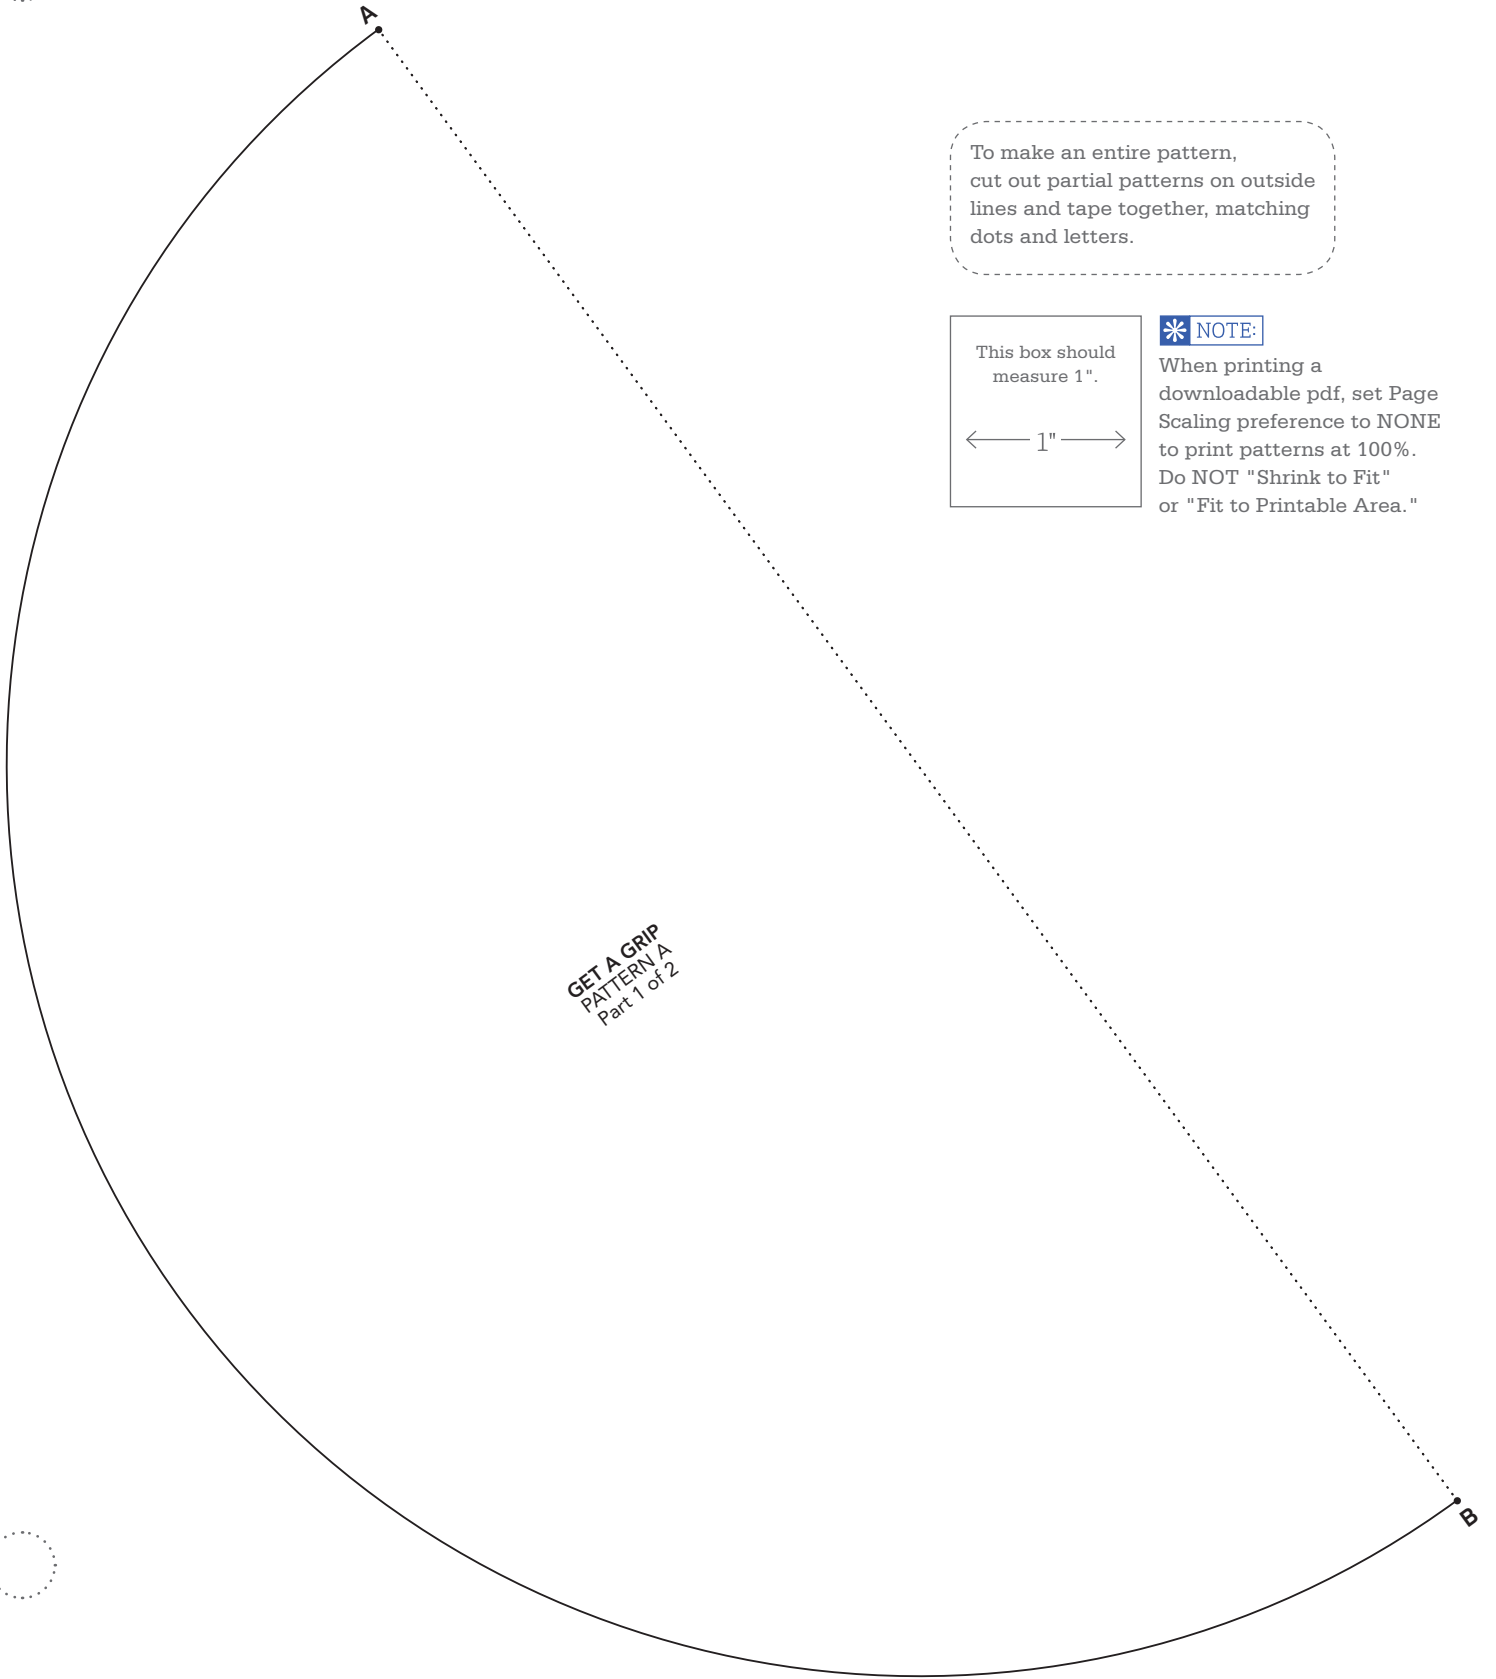 A
To make an entire pattern,
cut out partial patterns on outside
lines and tape together, matching
dots and letters.
This box should
measure 1".
1"
NOTE:
When printing a
downloadable pdf, set Page
Scaling preference to NONE
to print patterns at 100%.
Do NOT "Shrink to Fit"
or "Fit to Printable Area."
GET A GRIP
PATTERN A
Part 1 of 2
B